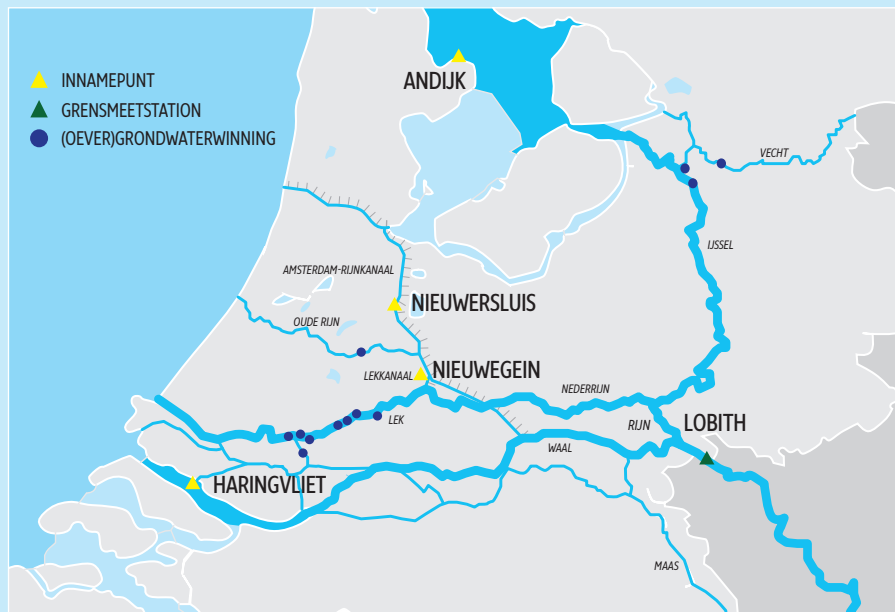 INNAMEPUNT
GRENSMEETSTATION
(OEVER)GRONDWATERWINNING
ANDIJK
VECHT
IJSSEL
AMSTERDAM-RIJNKANAAL
NIEUWERSLUIS
OUDE RIJN
LEKKANAAL
NIEUWEGEIN
NEDERRIJN
LEK
RIJN
LOBITH
WAAL
HARINGVLIET
MAAS